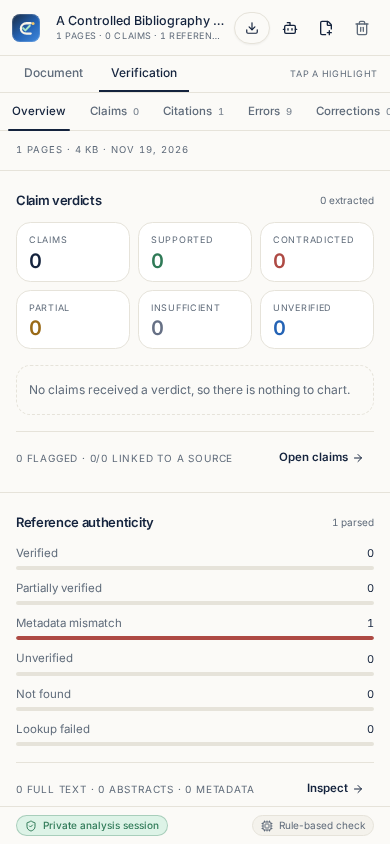 A Controlled Bibliography ...
1 PAGES · 0 CLAIMS · 1 REFEREN...
Document
Verification
TAP A HIGHLIGHT
Overview
Claims 0
Citations 1
Errors 9
Corrections
1 PAGES · 4 KB · NOV 19, 2026
Claim verdicts
0 extracted
CLAIMS
0
SUPPORTED
0
CONTRADICTED
0
PARTIAL
0
INSUFFICIENT
0
UNVERIFIED
0
No claims received a verdict, so there is nothing to chart.
0 FLAGGED · 0/0 LINKED TO A SOURCE
Open claims →
Reference authenticity
1 parsed
Verified 0
Partially verified 0
Metadata mismatch 1
Unverified 0
Not found 0
Lookup failed 0
0 FULL TEXT · 0 ABSTRACTS · 0 METADATA
Inspect →
Private analysis session
Rule-based check